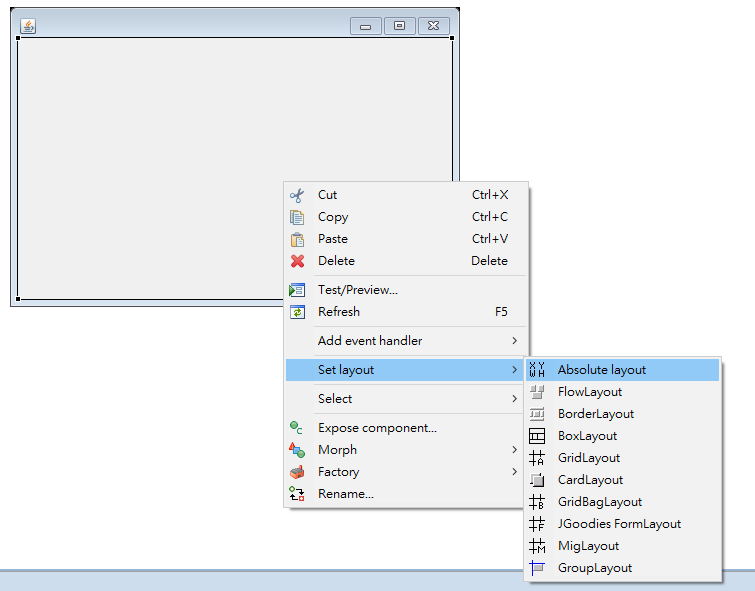 Cut Ctrl+X
Copy Ctrl+C
Paste Ctrl+V
Delete Delete
Test/Preview...
Refresh F5
Add event handler
Set layout
Select
Expose component...
Morph
Factory
Rename...
Absolute layout
FlowLayout
BorderLayout
BoxLayout
GridLayout
CardLayout
GridBagLayout
JGoodies FormLayout
MigLayout
GroupLayout